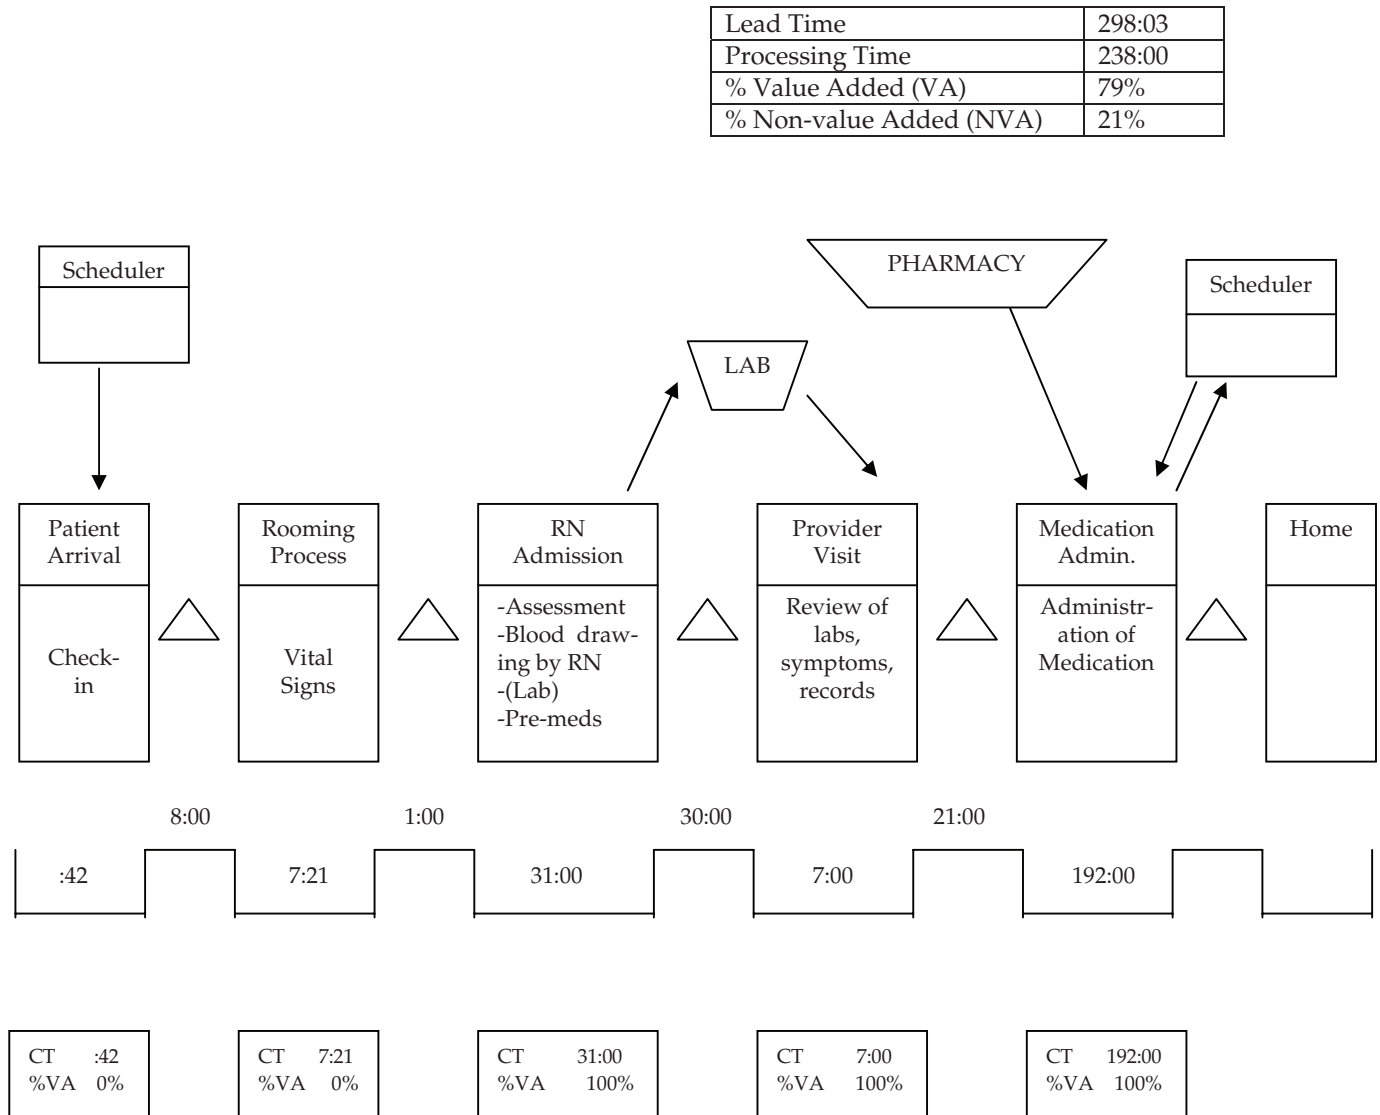 Lead Time 298:03
Processing Time 238:00
% Value Added (VA) 79%
% Non-value Added (NVA) 21%
Scheduler
PHARMACY
Scheduler
LAB
Patient
Arrival
Check-
in
Rooming
Process
Vital
Signs
RN
Admission
-Assessment
-Blood draw-
ing by RN
-(Lab)
-Pre-meds
Provider
Visit
Review of
labs,
symptoms,
records
Medication
Admin.
Administr-
ation of
Medication
Home
8:00 1:00 30:00 21:00
:42 7:21 31:00 7:00 192:00
CT :42
%VA 0%
CT 7:21
%VA 0%
CT 31:00
%VA 100%
CT 7:00
%VA 100%
CT 192:00
%VA 100%